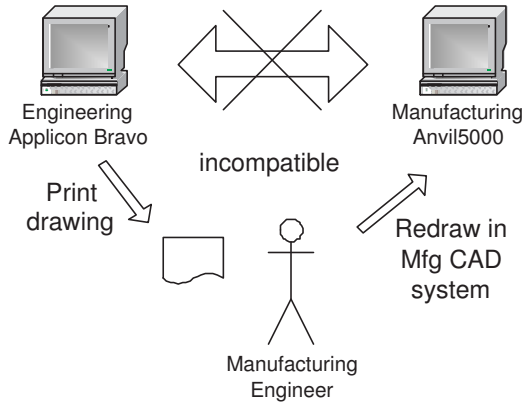 Engineering
Applicon Bravo
Manufacturing
Anvil5000
incompatible
Print
drawing
Redraw in
Mfg CAD
system
Manufacturing
Engineer